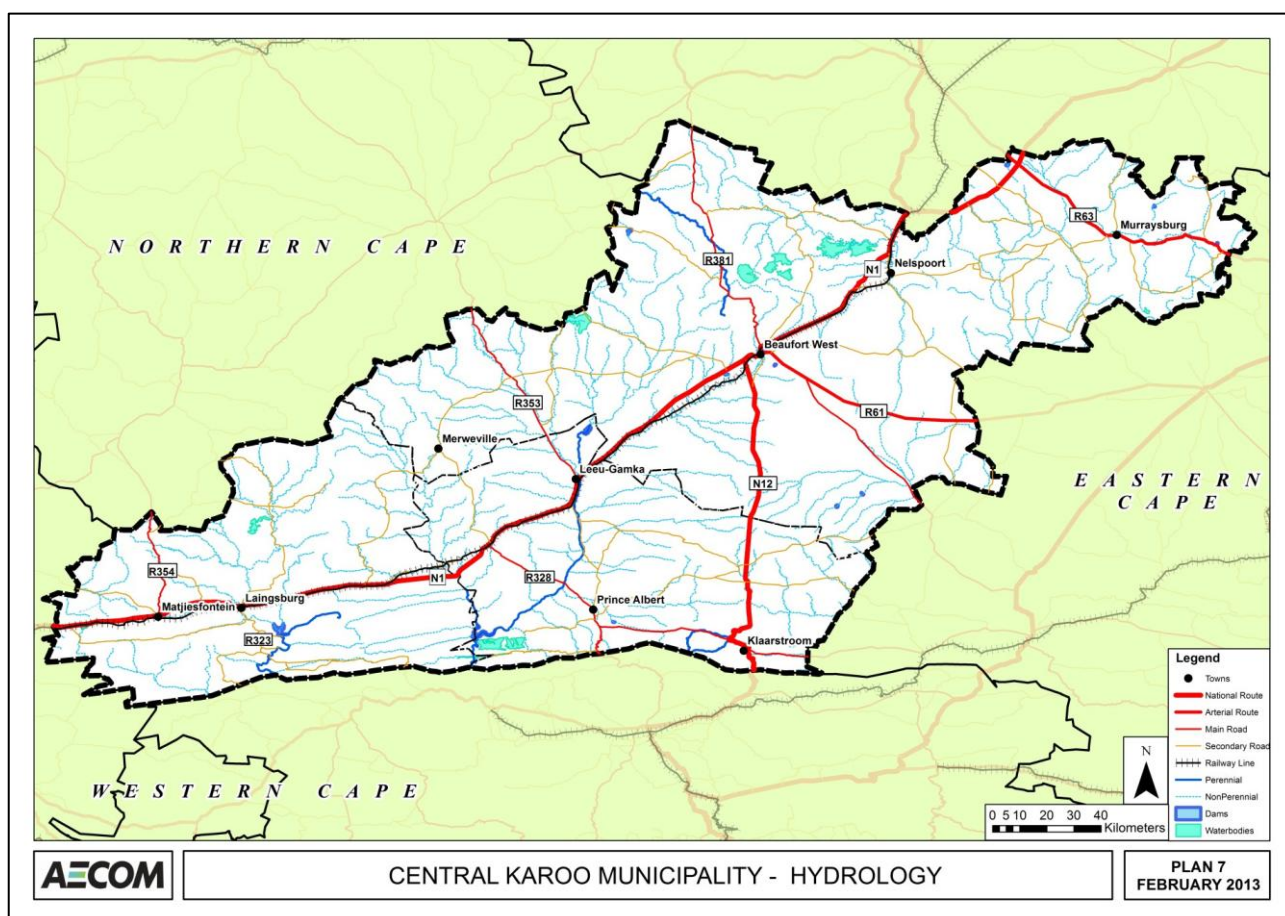 NORTHERN CAPE
R63
Murraysburg
R381
N1
Nelspoort
Beaufort West
R353
R61
Merweville
Leeu-Gamka
N12
EASTERN
CAPE
R354
N1
R328
Matjiesfontein
Laingsburg
Prince Albert
R323
Klaarstroom
WESTERN CAPE
Legend
Towns
National Route
Arterial Route
Main Road
Secondary Road
Railway Line
Perennial
NonPerennial
Dams
Waterbodies
N
0 5 10 20 30 40
Kilometers
AECOM
CENTRAL KAROO MUNICIPALITY - HYDROLOGY
PLAN 7
FEBRUARY 2013